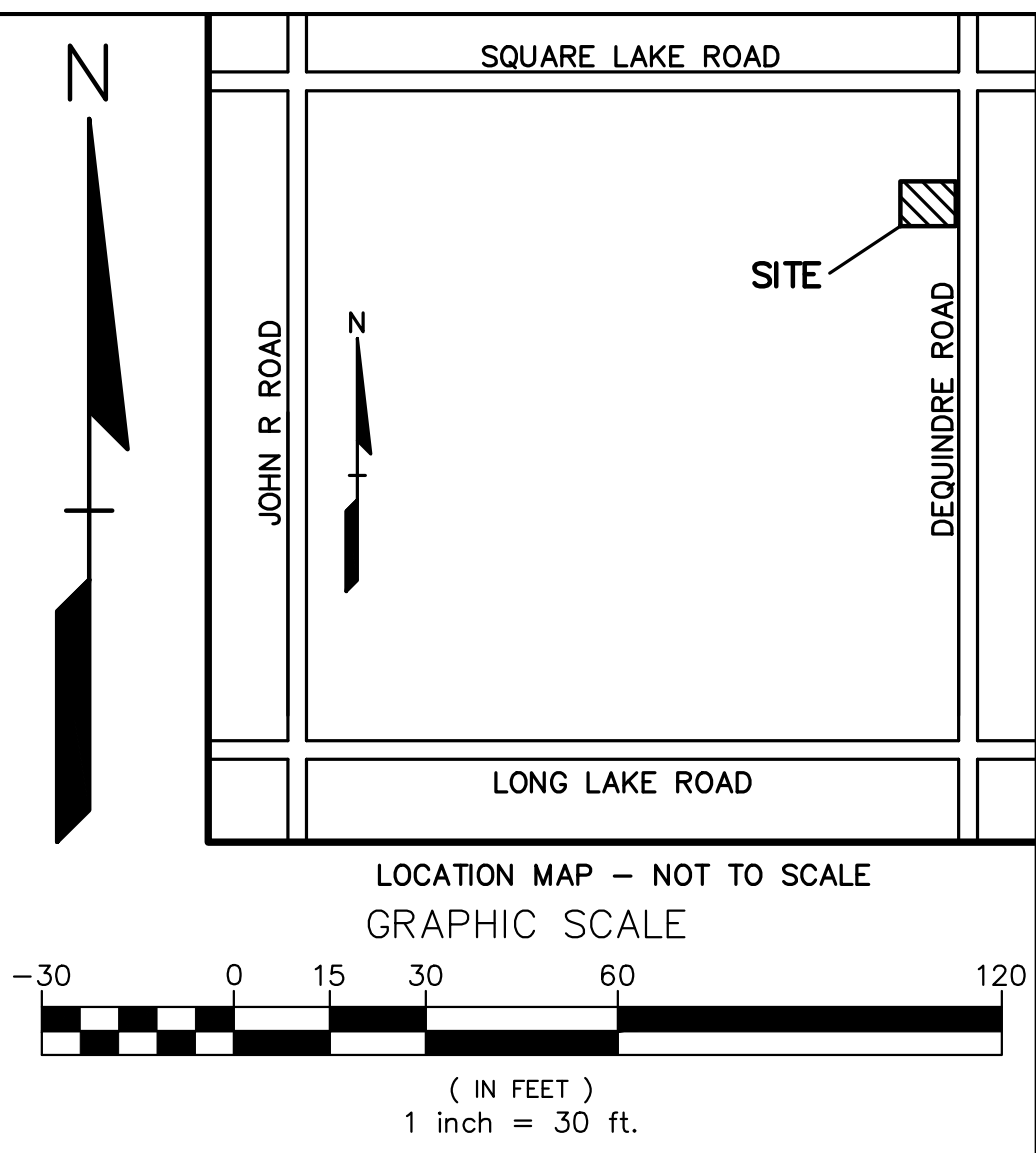 N
SQUARE LAKE ROAD
SITE
N
JOHN R ROAD
DEQUINDRE ROAD
LONG LAKE ROAD
LOCATION MAP – NOT TO SCALE
GRAPHIC SCALE
–30 0 15 30 60 120
( IN FEET )
1 inch = 30 ft.